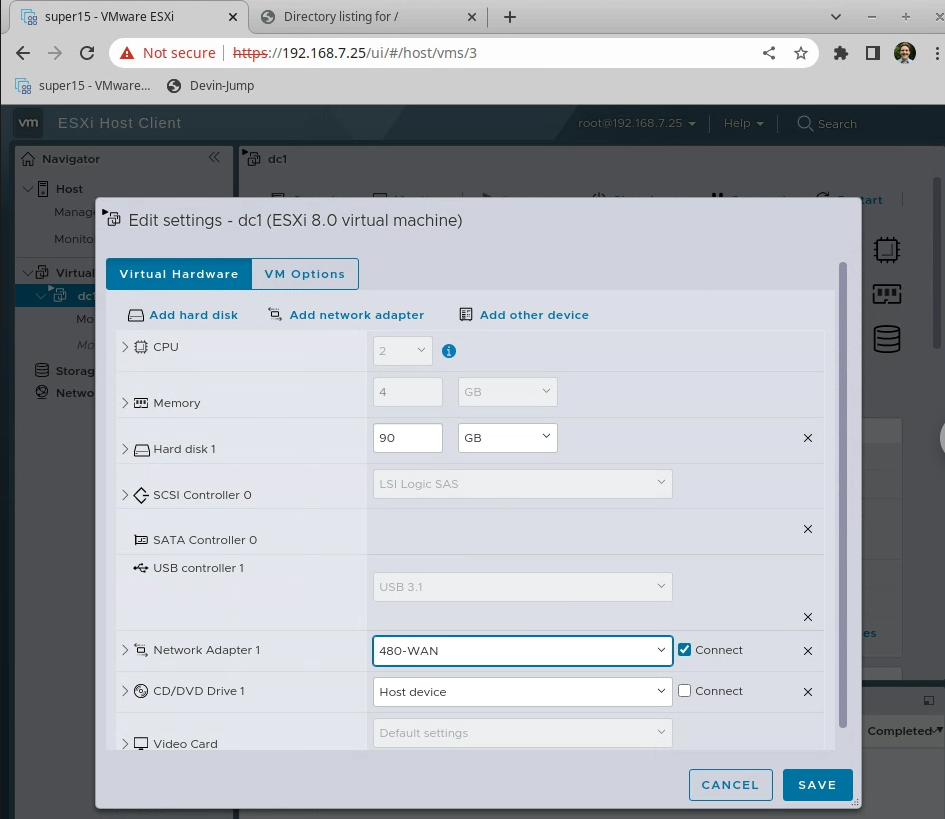 super15 - VMware ESXi
Directory listing for /
Not secure
https://192.168.7.25/ui/#/host/vms/3
super15 - VMware...
Devin-Jump
vm
ESXi Host Client
root@192.168.7.25
Help
Search
Navigator
dc1
Host
Manag
Monito
Virtual
dc1
Mo
Mo
Storag
Netwo
Edit settings - dc1 (ESXi 8.0 virtual machine)
Virtual Hardware
VM Options
Add hard disk
Add network adapter
Add other device
CPU
2
Memory
4
GB
Hard disk 1
90
GB
SCSI Controller 0
LSI Logic SAS
SATA Controller 0
USB controller 1
USB 3.1
Network Adapter 1
480-WAN
Connect
CD/DVD Drive 1
Host device
Connect
Video Card
Default settings
CANCEL
SAVE
tart
es
Completed